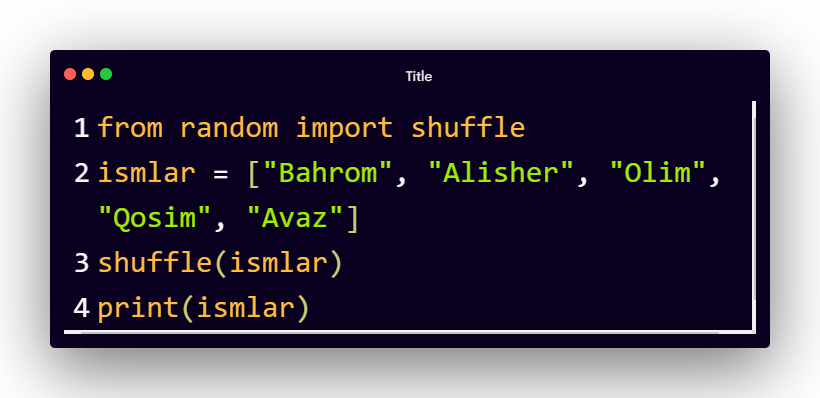 Title
1 from random import shuffle
2 ismlar = ["Bahrom", "Alisher", "Olim",
"Qosim", "Avaz"]
3 shuffle(ismlar)
4 print(ismlar)